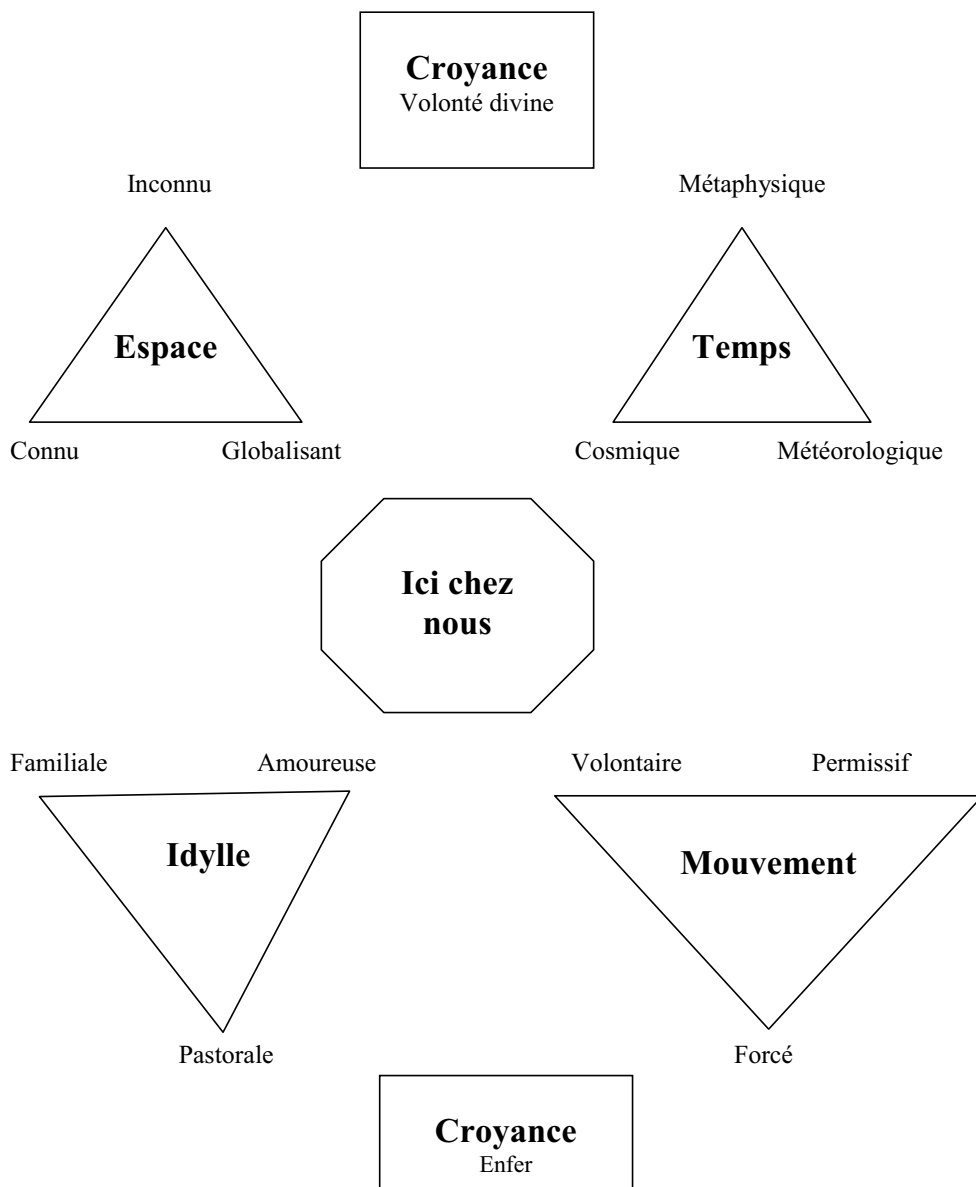 Croyance
Volonté divine
Inconnu
Métaphysique
Espace
Temps
Connu
Globalisant
Cosmique
Météorologique
Ici chez
nous
Familiale
Amoureuse
Volontaire
Permissif
Idylle
Mouvement
Pastorale
Forcé
Croyance
Enfer